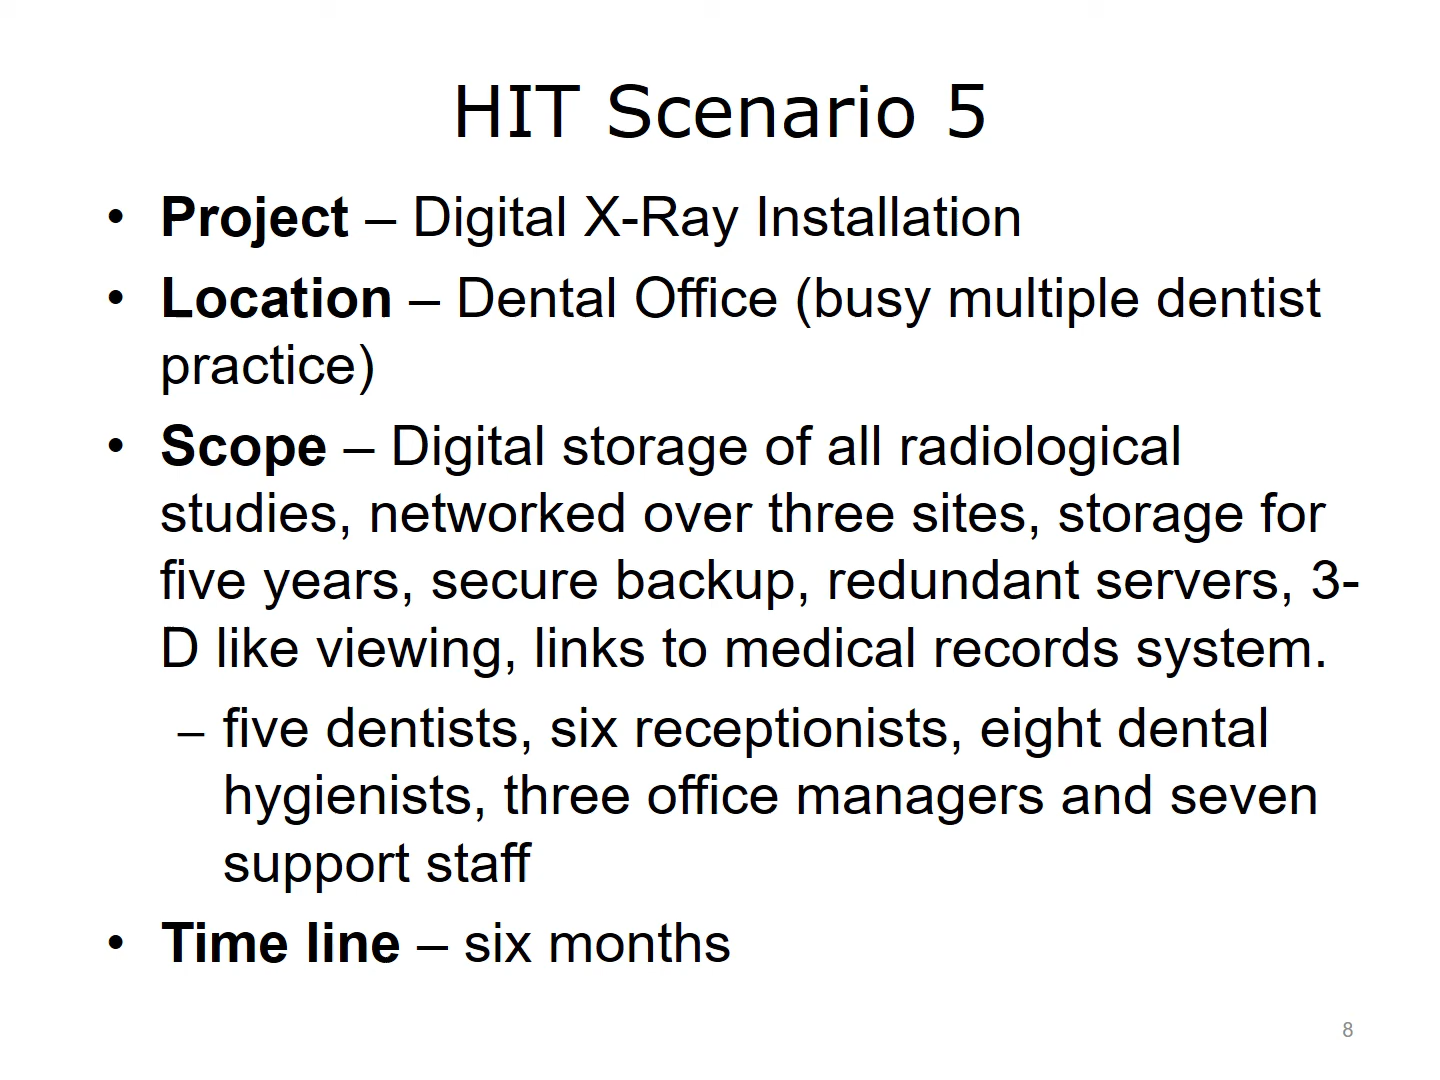 HIT Scenario 5
• Project – Digital X-Ray Installation
• Location – Dental Office (busy multiple dentist
practice)
• Scope – Digital storage of all radiological
studies, networked over three sites, storage for
five years, secure backup, redundant servers, 3-
D like viewing, links to medical records system.
– five dentists, six receptionists, eight dental
hygienists, three office managers and seven
support staff
• Time line – six months
8